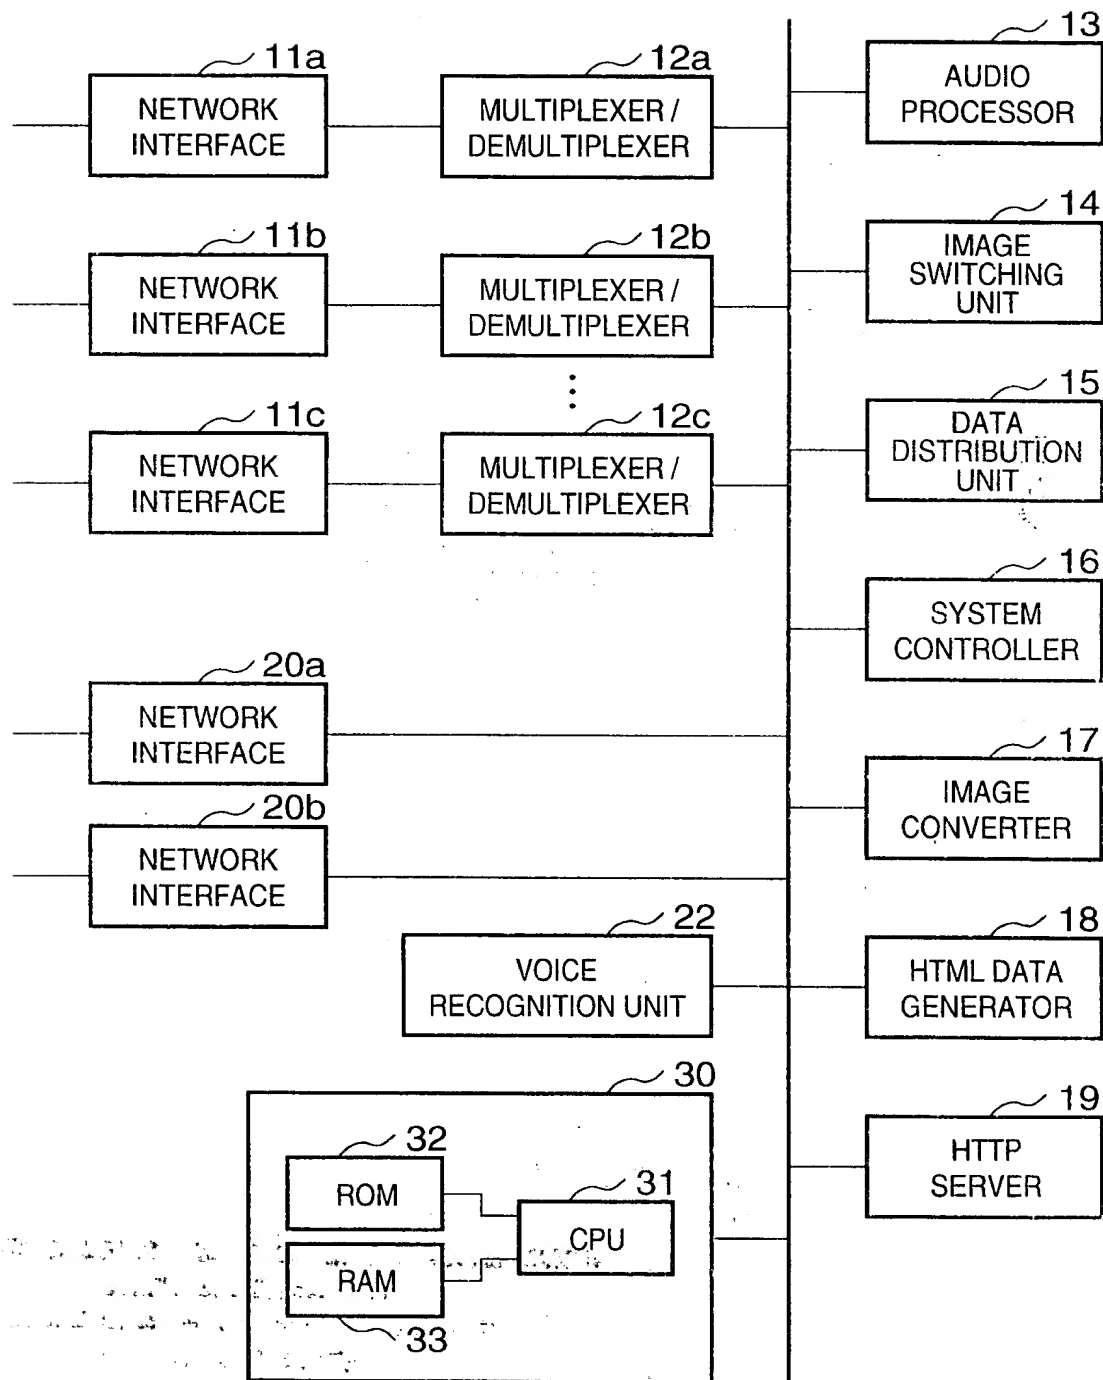 11a
NETWORK
INTERFACE
12a
MULTIPLEXER /
DEMULTIPLEXER
13
AUDIO
PROCESSOR
11b
NETWORK
INTERFACE
12b
MULTIPLEXER /
DEMULTIPLEXER
14
IMAGE
SWITCHING
UNIT
11c
NETWORK
INTERFACE
12c
MULTIPLEXER /
DEMULTIPLEXER
15
DATA
DISTRIBUTION
UNIT
16
SYSTEM
CONTROLLER
20a
NETWORK
INTERFACE
17
IMAGE
CONVERTER
20b
NETWORK
INTERFACE
22
VOICE
RECOGNITION UNIT
18
HTML DATA
GENERATOR
30
32
ROM
31
CPU
RAM
33
19
HTTP
SERVER